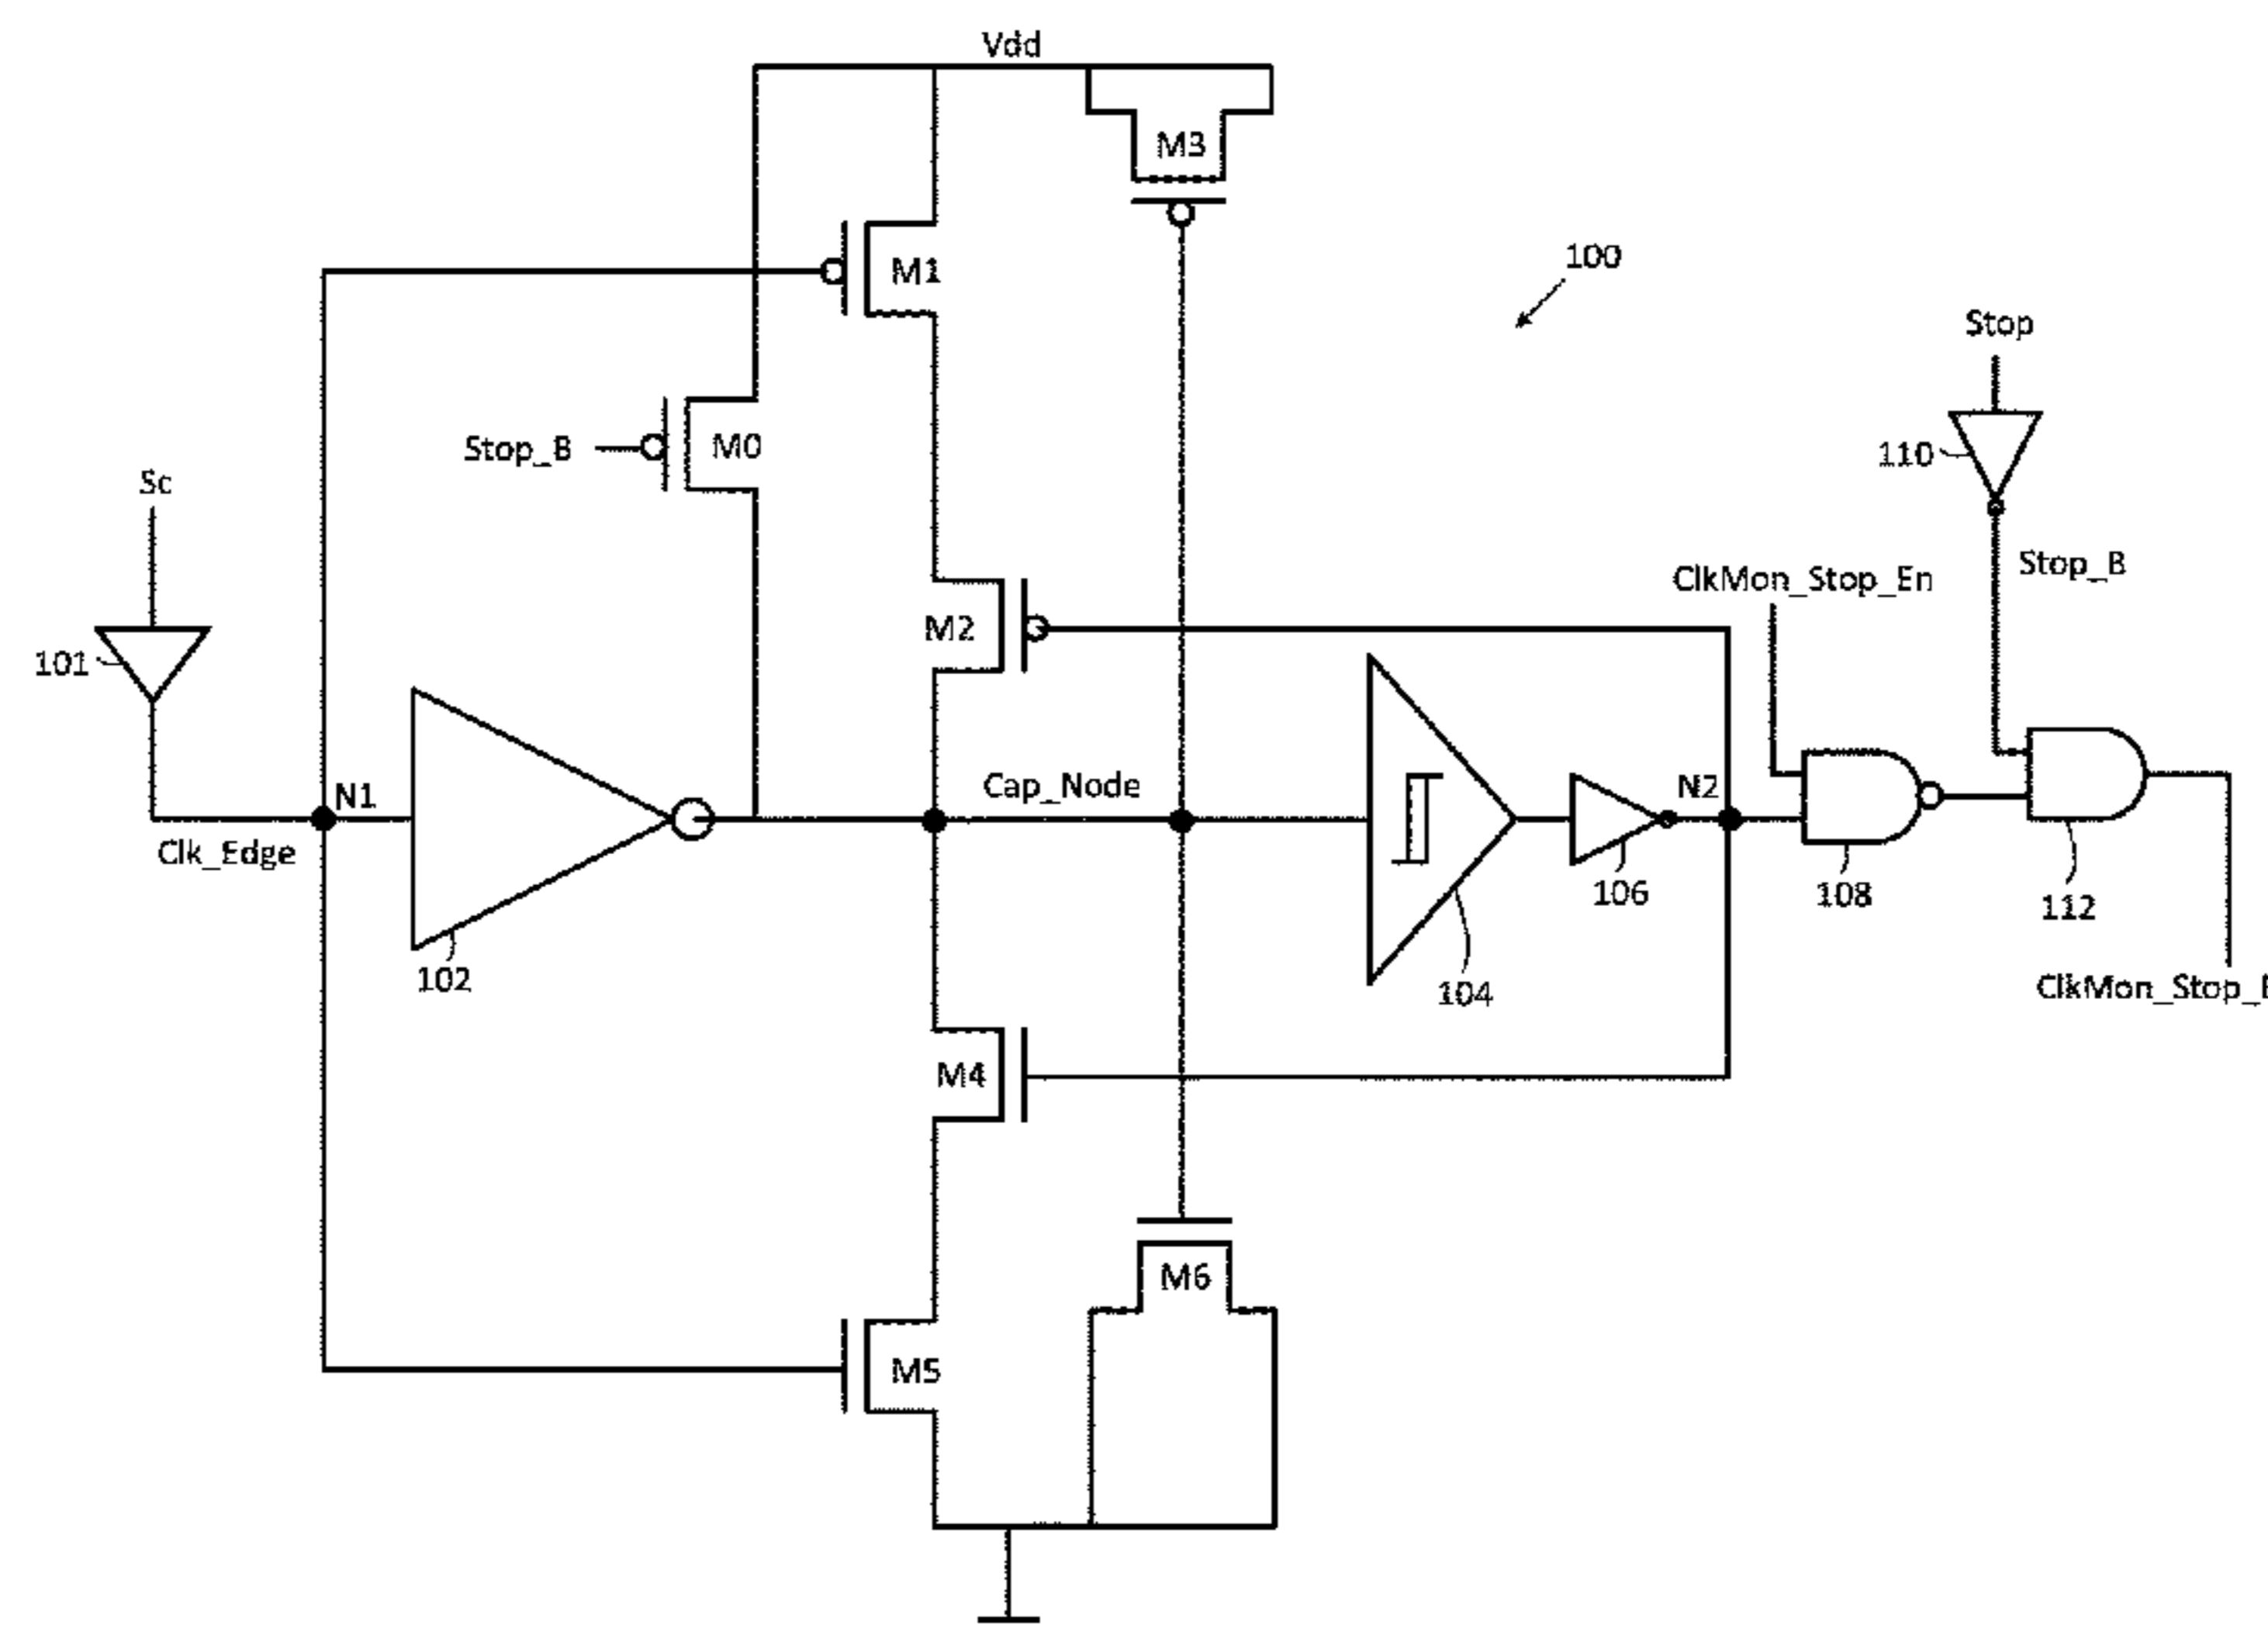 Vdd
M3
100
M1
Stop
M0
Stop_B
110
Sc
Stop_B
ClkMon_Stop_En
M2
101
N1
Cap_Node
N2
Clk_Edge
106
108
112
102
104
ClkMon_Stop_
M4
M6
M5